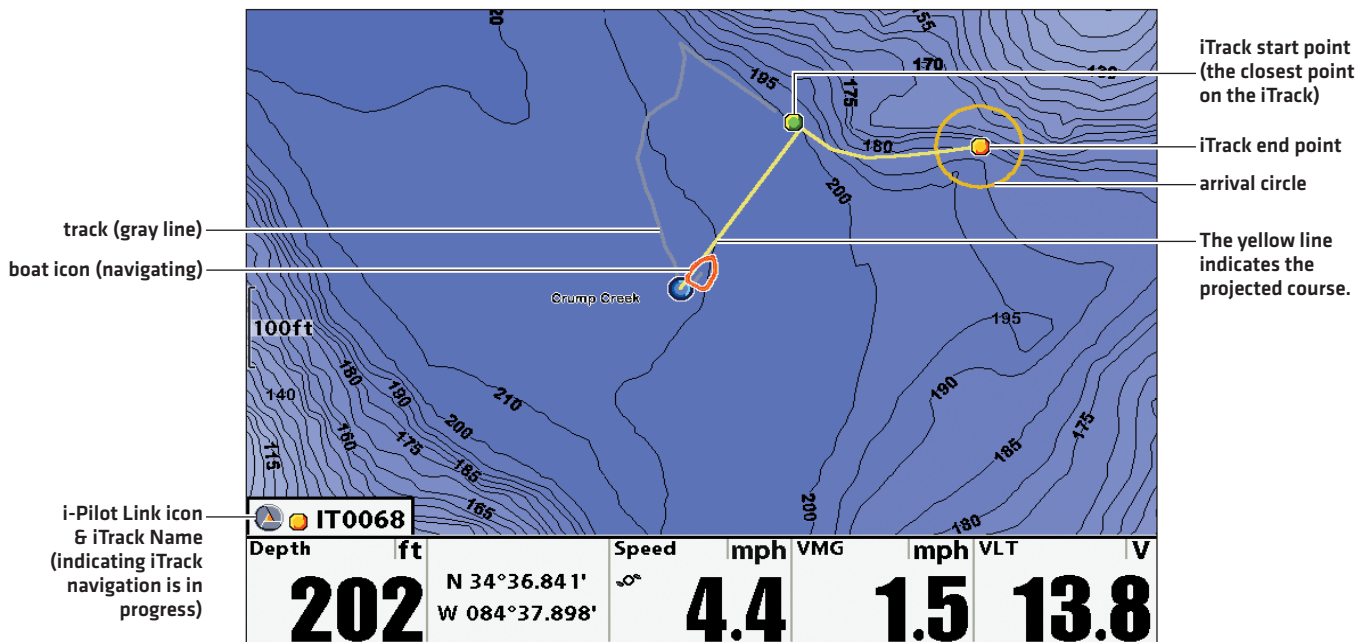 20
155
170
130
195
175
180
200
iTrack start point
(the closest point
on the iTrack)
iTrack end point
arrival circle
track (gray line)
boat icon (navigating)
The yellow line
indicates the
projected course.
Crump Creek
100ft
195
180
190
210
200
140
160
175
185
115
165
190
185
175
200
180
i-Pilot Link icon
& iTrack Name
(indicating iTrack
navigation is in
progress)
IT0068
Depth ft
202
N 34°36.841'
W 084°37.898'
Speed mph
4.4
VMG mph
1.5
VLT V
13.8